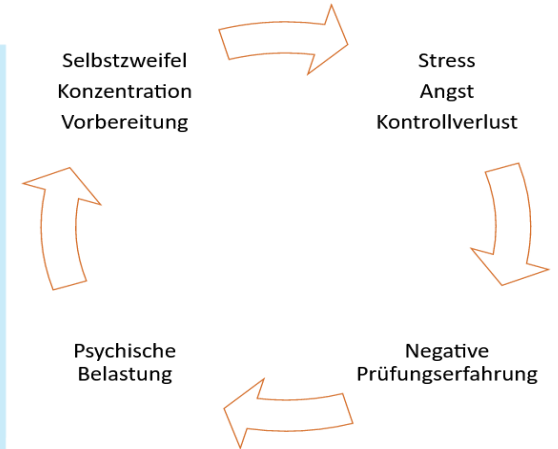 Selbstzweifel
Konzentration
Vorbereitung
Stress
Angst
Kontrollverlust
Psychische
Belastung
Negative
Prüfungserfahrung